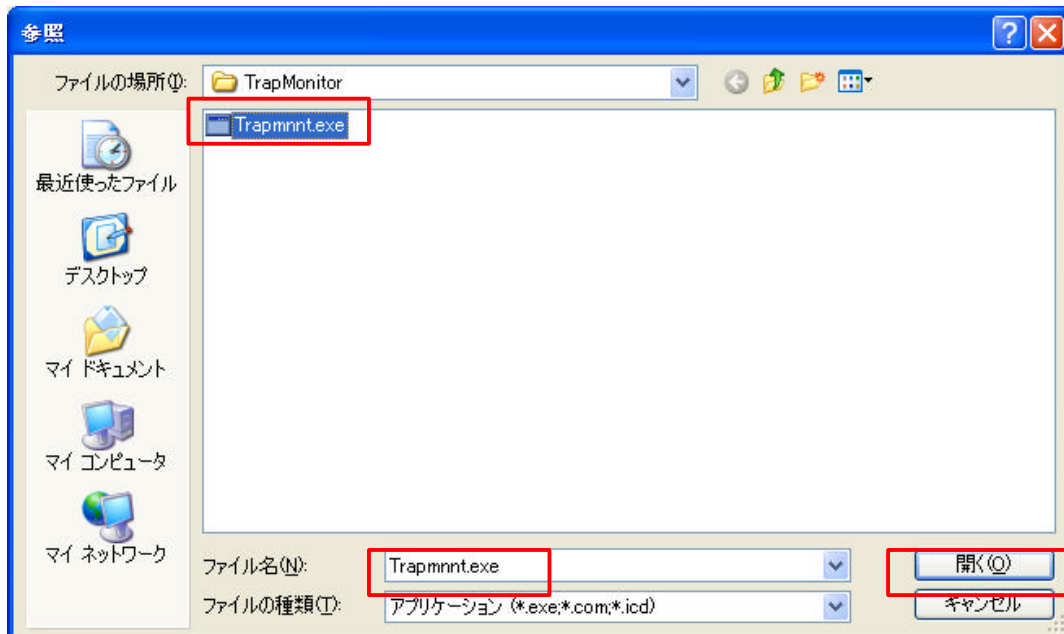 参照
ファイルの場所(I):
TrapMonitor
Trapmnnt.exe
最近使ったファイル
デスクトップ
マイ ドキュメント
マイ コンピュータ
マイ ネットワーク
ファイル名(N):
Trapmnnt.exe
開く(O)
ファイルの種類(T):
アプリケーション (*.exe;*.com;*.icd)
キャンセル